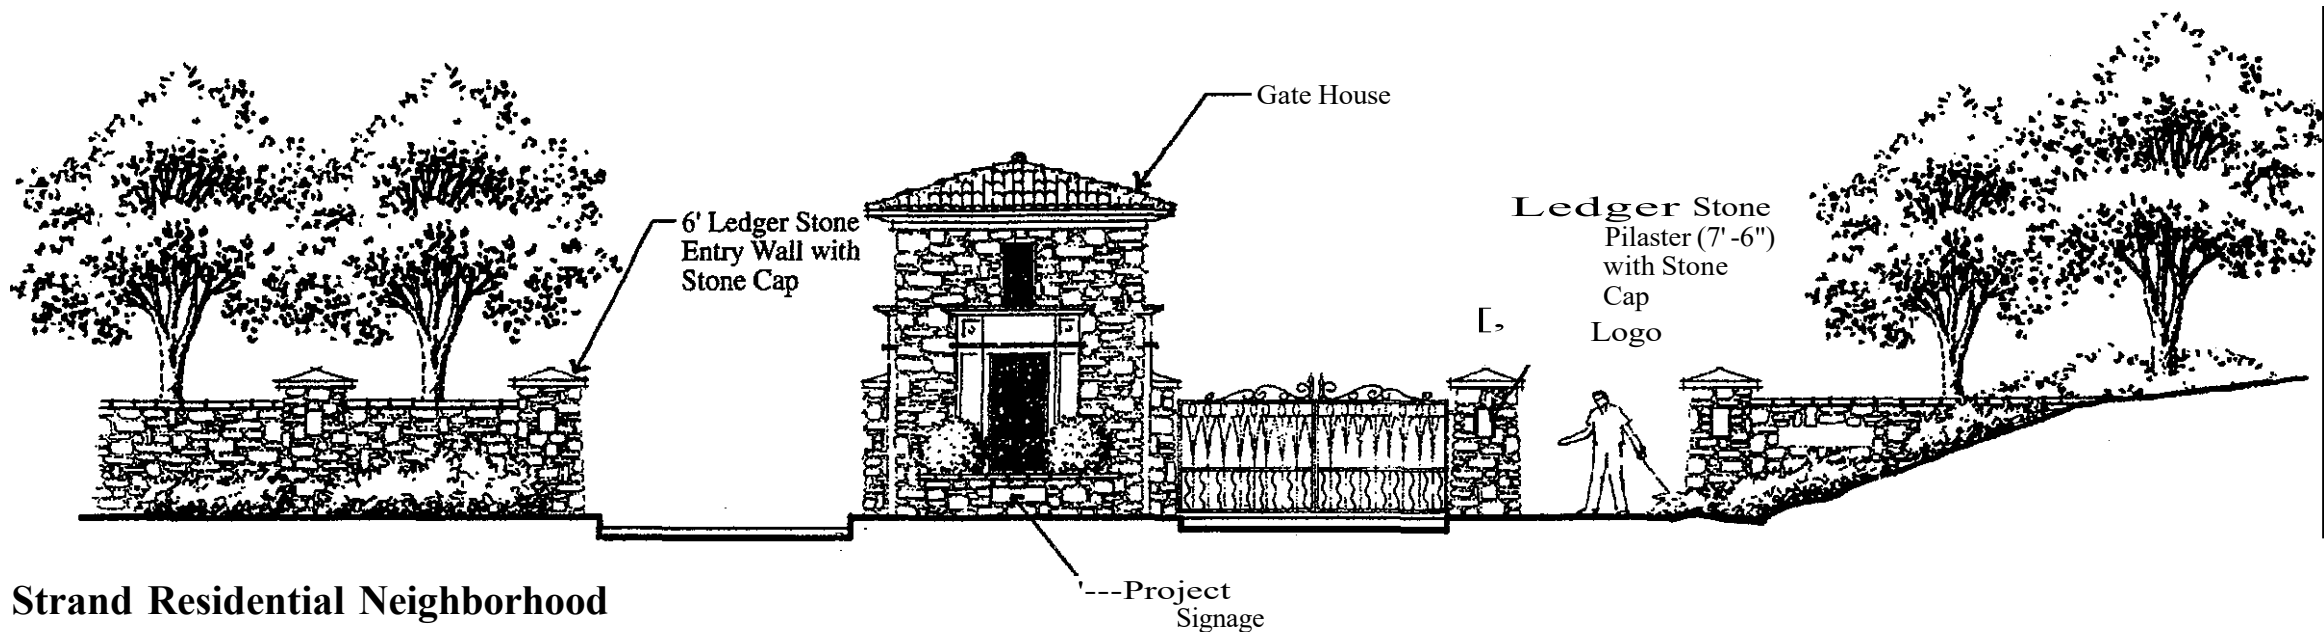 Gate House
6' Ledger Stone
Entry Wall with
Stone Cap
Ledger Stone
Pilaster (7' -6")
with Stone
Cap
Logo
[,
'---Project
Signage
Strand Residential Neighborhood